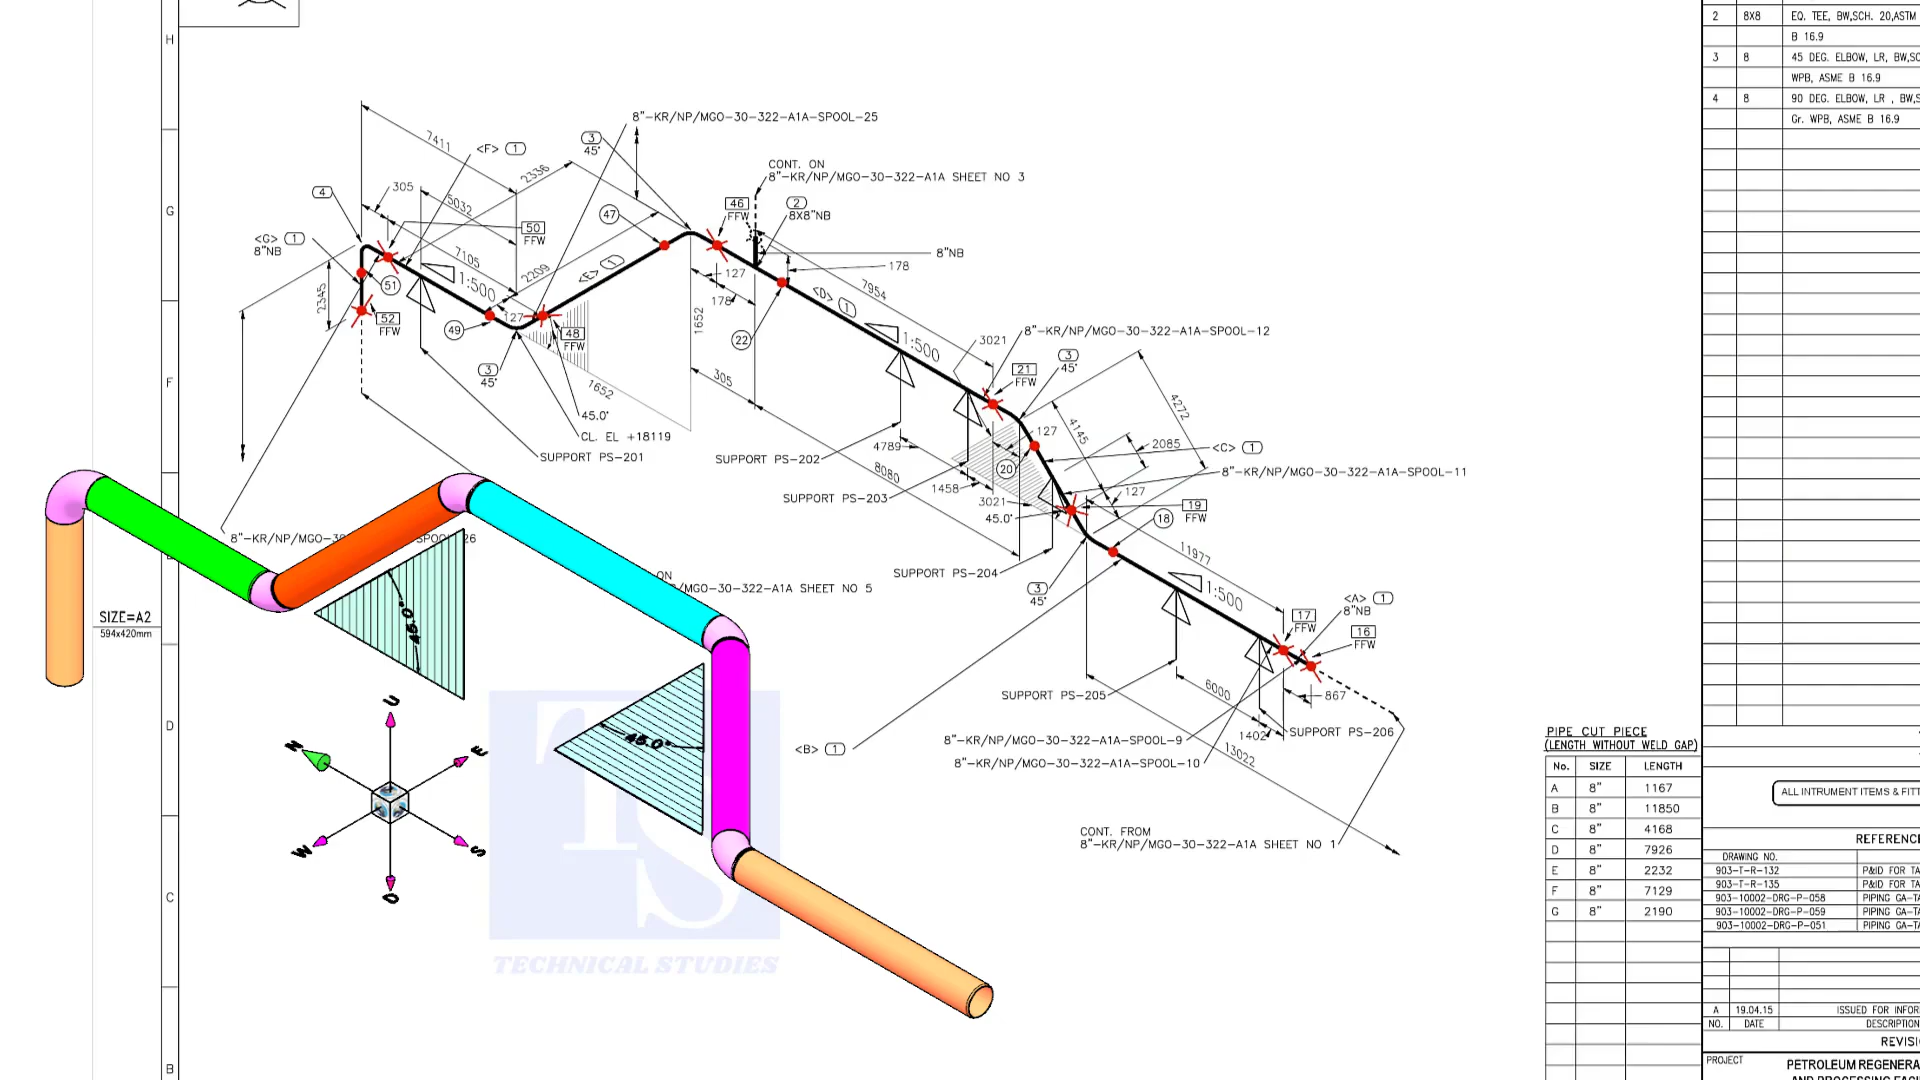 H
G
F
D
C
B
SIZE=A2
594x420mm
8"-KR/NP/MGO-30-322-A1A-SPOOL-25
3
45°
CONT. ON
8"-KR/NP/MGO-30-322-A1A SHEET NO 3
7411
<F> 1
2336
4
305
5032
47
46
FFW
2
8X8"NB
50
FFW
<G> 1
8"NB
8"NB
178
7105
2209
<E> 1
127
178
7954
<D> 1
51
1:500
2345
52
FFW
49
127
48
FFW
1652
22
1:500
3021
8"-KR/NP/MGO-30-322-A1A-SPOOL-12
3
45°
21
FFW
3
45°
1652
305
45.0°
CL. EL +18119
SUPPORT PS-201
SUPPORT PS-202
4789
127
4145
4272
2085
<C> 1
20
8"-KR/NP/MGO-30-322-A1A-SPOOL-11
8080
1458
SUPPORT PS-203
3021
45.0°
127
19
FFW
18
11977
SUPPORT PS-204
3
45°
1:500
<A> 1
8"NB
17
FFW
16
FFW
SUPPORT PS-205
6000
867
SUPPORT PS-206
1402
8"-KR/NP/MGO-30-322-A1A-SPOOL-9
13022
8"-KR/NP/MGO-30-322-A1A-SPOOL-10
<B> 1
CONT. FROM
8"-KR/NP/MGO-30-322-A1A SHEET NO 1
8"-KR/NP/MGO-3
SPOOL-26
ON
/MGO-30-322-A1A SHEET NO 5
45.0°
45.0°
U
N
E
W
S
D
TS
TECHNICAL STUDIES
2 8X8 EQ. TEE, BW,SCH. 20,ASTM
B 16.9
3 8 45 DEG. ELBOW, LR, BW,SC
WPB, ASME B 16.9
4 8 90 DEG. ELBOW, LR , BW,S
Gr. WPB, ASME B 16.9
PIPE CUT PIECE
(LENGTH WITHOUT WELD GAP)
No. SIZE LENGTH
A 8" 1167
B 8" 11850
C 8" 4168
D 8" 7926
E 8" 2232
F 8" 7129
G 8" 2190
ALL INTRUMENT ITEMS & FITT
REFERENCE
DRAWING NO.
903-T-R-132 P&ID FOR TA
903-T-R-135 P&ID FOR TA
903-10002-DRG-P-058 PIPING GA-TA
903-10002-DRG-P-059 PIPING GA-TA
903-10002-DRG-P-051 PIPING GA-TA
A 19.04.15 ISSUED FOR INFOR
NO. DATE DESCRIPTION
REVISI
PROJECT
PETROLEUM REGENERA
AND PROCESSING FACIL